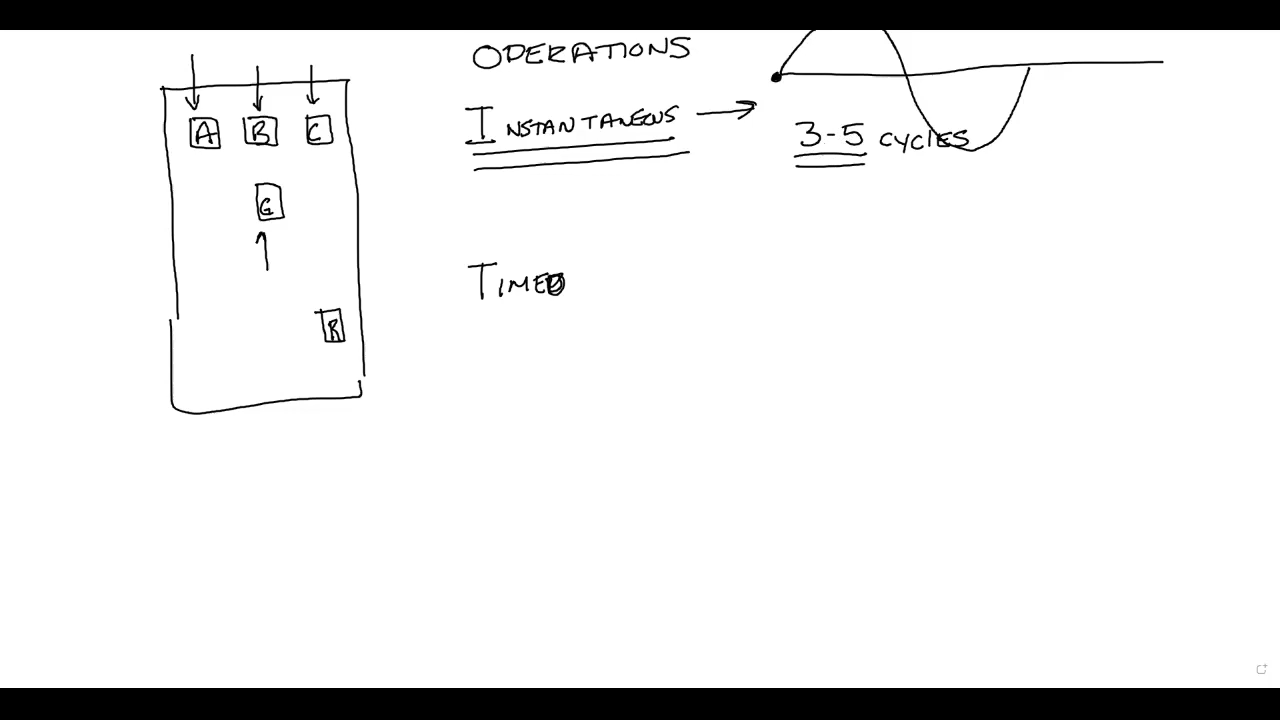 OPERATIONS
A B C
INSTANTANEOUS
3-5 CYCLES
G
TIMED
R